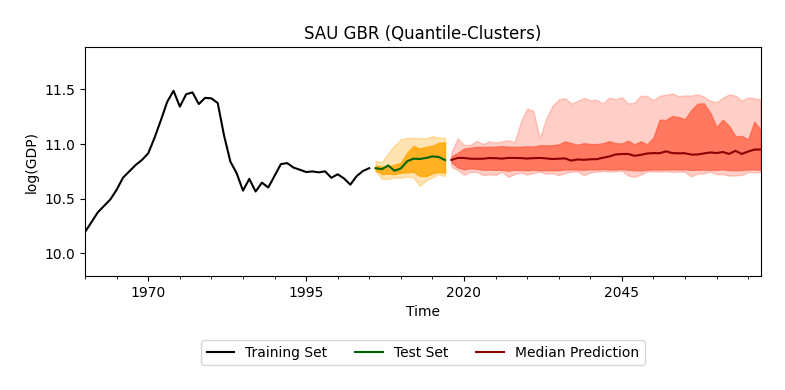 SAU GBR (Quantile-Clusters)
11.5
11.0
10.5
10.0
log(GDP)
1970 1995 2020 2045
Time
Training Set Test Set Median Prediction